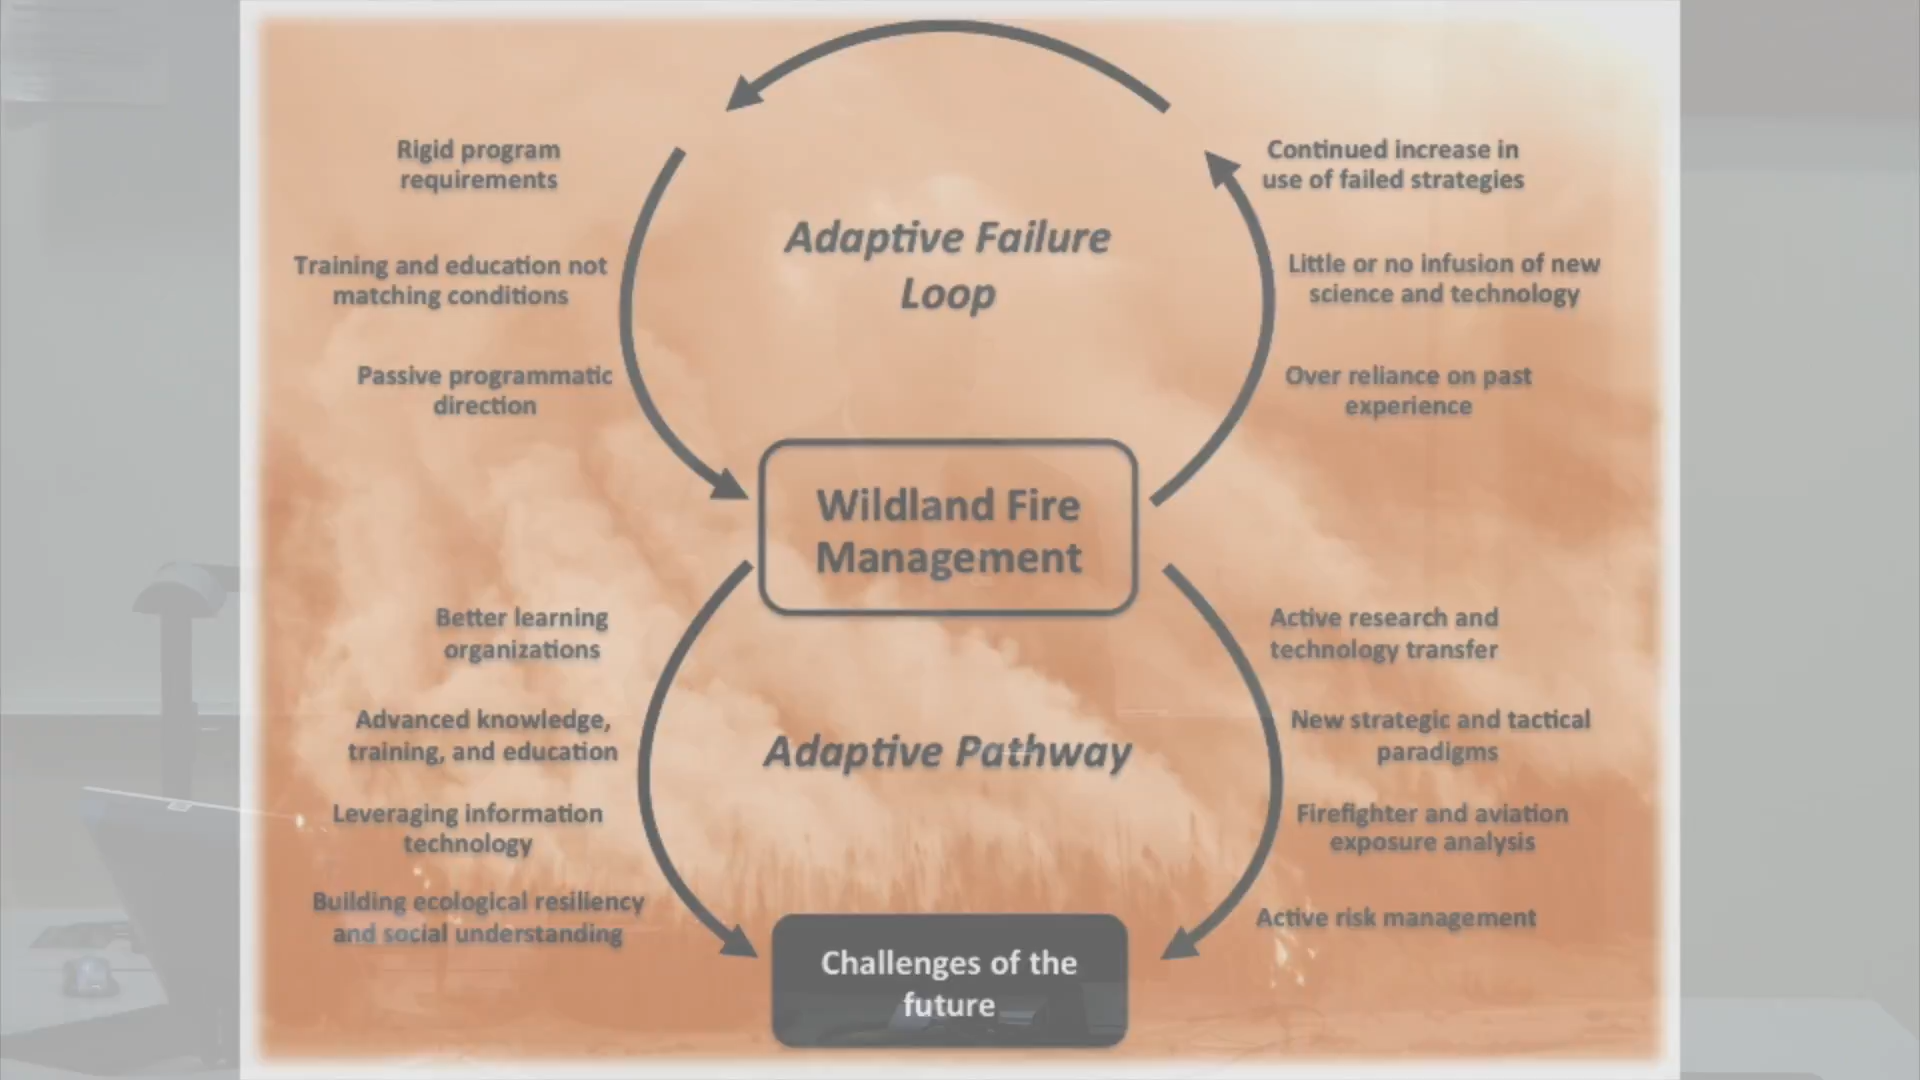 Rigid program
requirements
Training and education not
matching conditions
Passive programmatic
direction
Adaptive Failure
Loop
Continued increase in
use of failed strategies
Little or no infusion of new
science and technology
Over reliance on past
experience
Wildland Fire
Management
Better learning
organizations
Advanced knowledge,
training, and education
Leveraging information
technology
Building ecological resiliency
and social understanding
Adaptive Pathway
Active research and
technology transfer
New strategic and tactical
paradigms
Firefighter and aviation
exposure analysis
Active risk management
Challenges of the
future